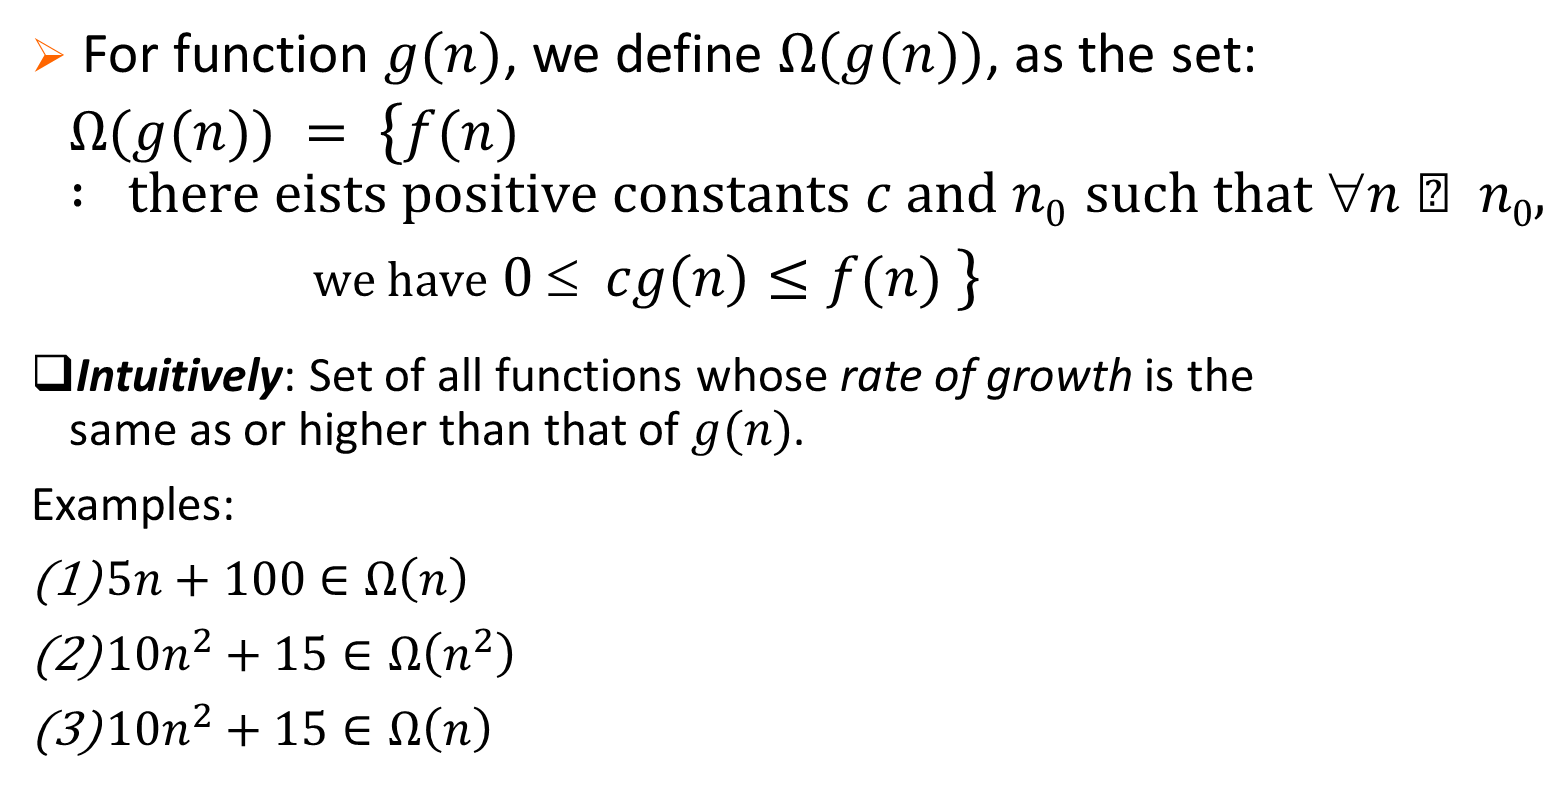 ➢ For function g(n), we define Ω(g(n)), as the set:
Ω(g(n)) = {f(n)
: there eists positive constants c and n₀ such that ∀n ⍰ n₀,
we have 0 ≤ cg(n) ≤ f(n) }
❑Intuitively: Set of all functions whose rate of growth is the
same as or higher than that of g(n).
Examples:
(1)5n + 100 ∈ Ω(n)
(2)10n² + 15 ∈ Ω(n²)
(3)10n² + 15 ∈ Ω(n)